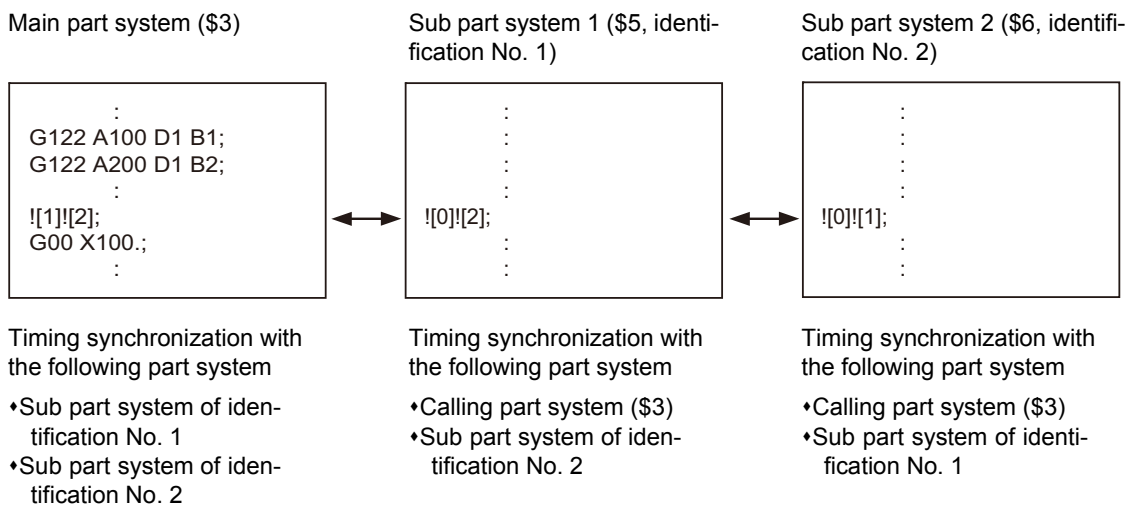 Main part system ($3)
G122 A100 D1 B1;
G122 A200 D1 B2;
:
![1]![2];
G00 X100.;
:
Timing synchronization with
the following part system
•Sub part system of iden-
tification No. 1
•Sub part system of iden-
tification No. 2
Sub part system 1 ($5, identi-
fication No. 1)
:
:
:
:
![0]![2];
:
:
Timing synchronization with
the following part system
•Calling part system ($3)
•Sub part system of iden-
tification No. 2
Sub part system 2 ($6, identifi-
cation No. 2)
:
:
:
:
![0]![1];
:
:
Timing synchronization with
the following part system
•Calling part system ($3)
•Sub part system of identi-
fication No. 1